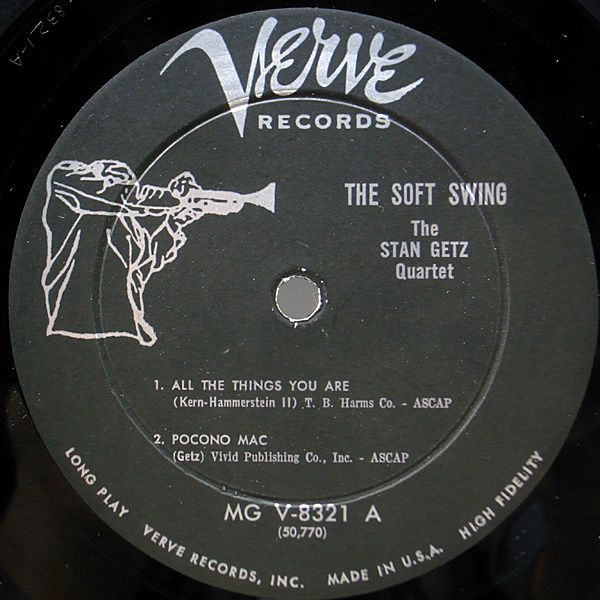 8321-A
Verve
RECORDS
THE SOFT SWING
The
STAN GETZ
Quartet
1. ALL THE THINGS YOU ARE
(Kern-Hammerstein II) T. B. Harms Co. - ASCAP
2. POCONO MAC
(Getz) Vivid Publishing Co., Inc. - ASCAP
MG V-8321 A
(50,770)
LONG PLAY VERVE RECORDS, INC. MADE IN U.S.A. HIGH FIDELITY